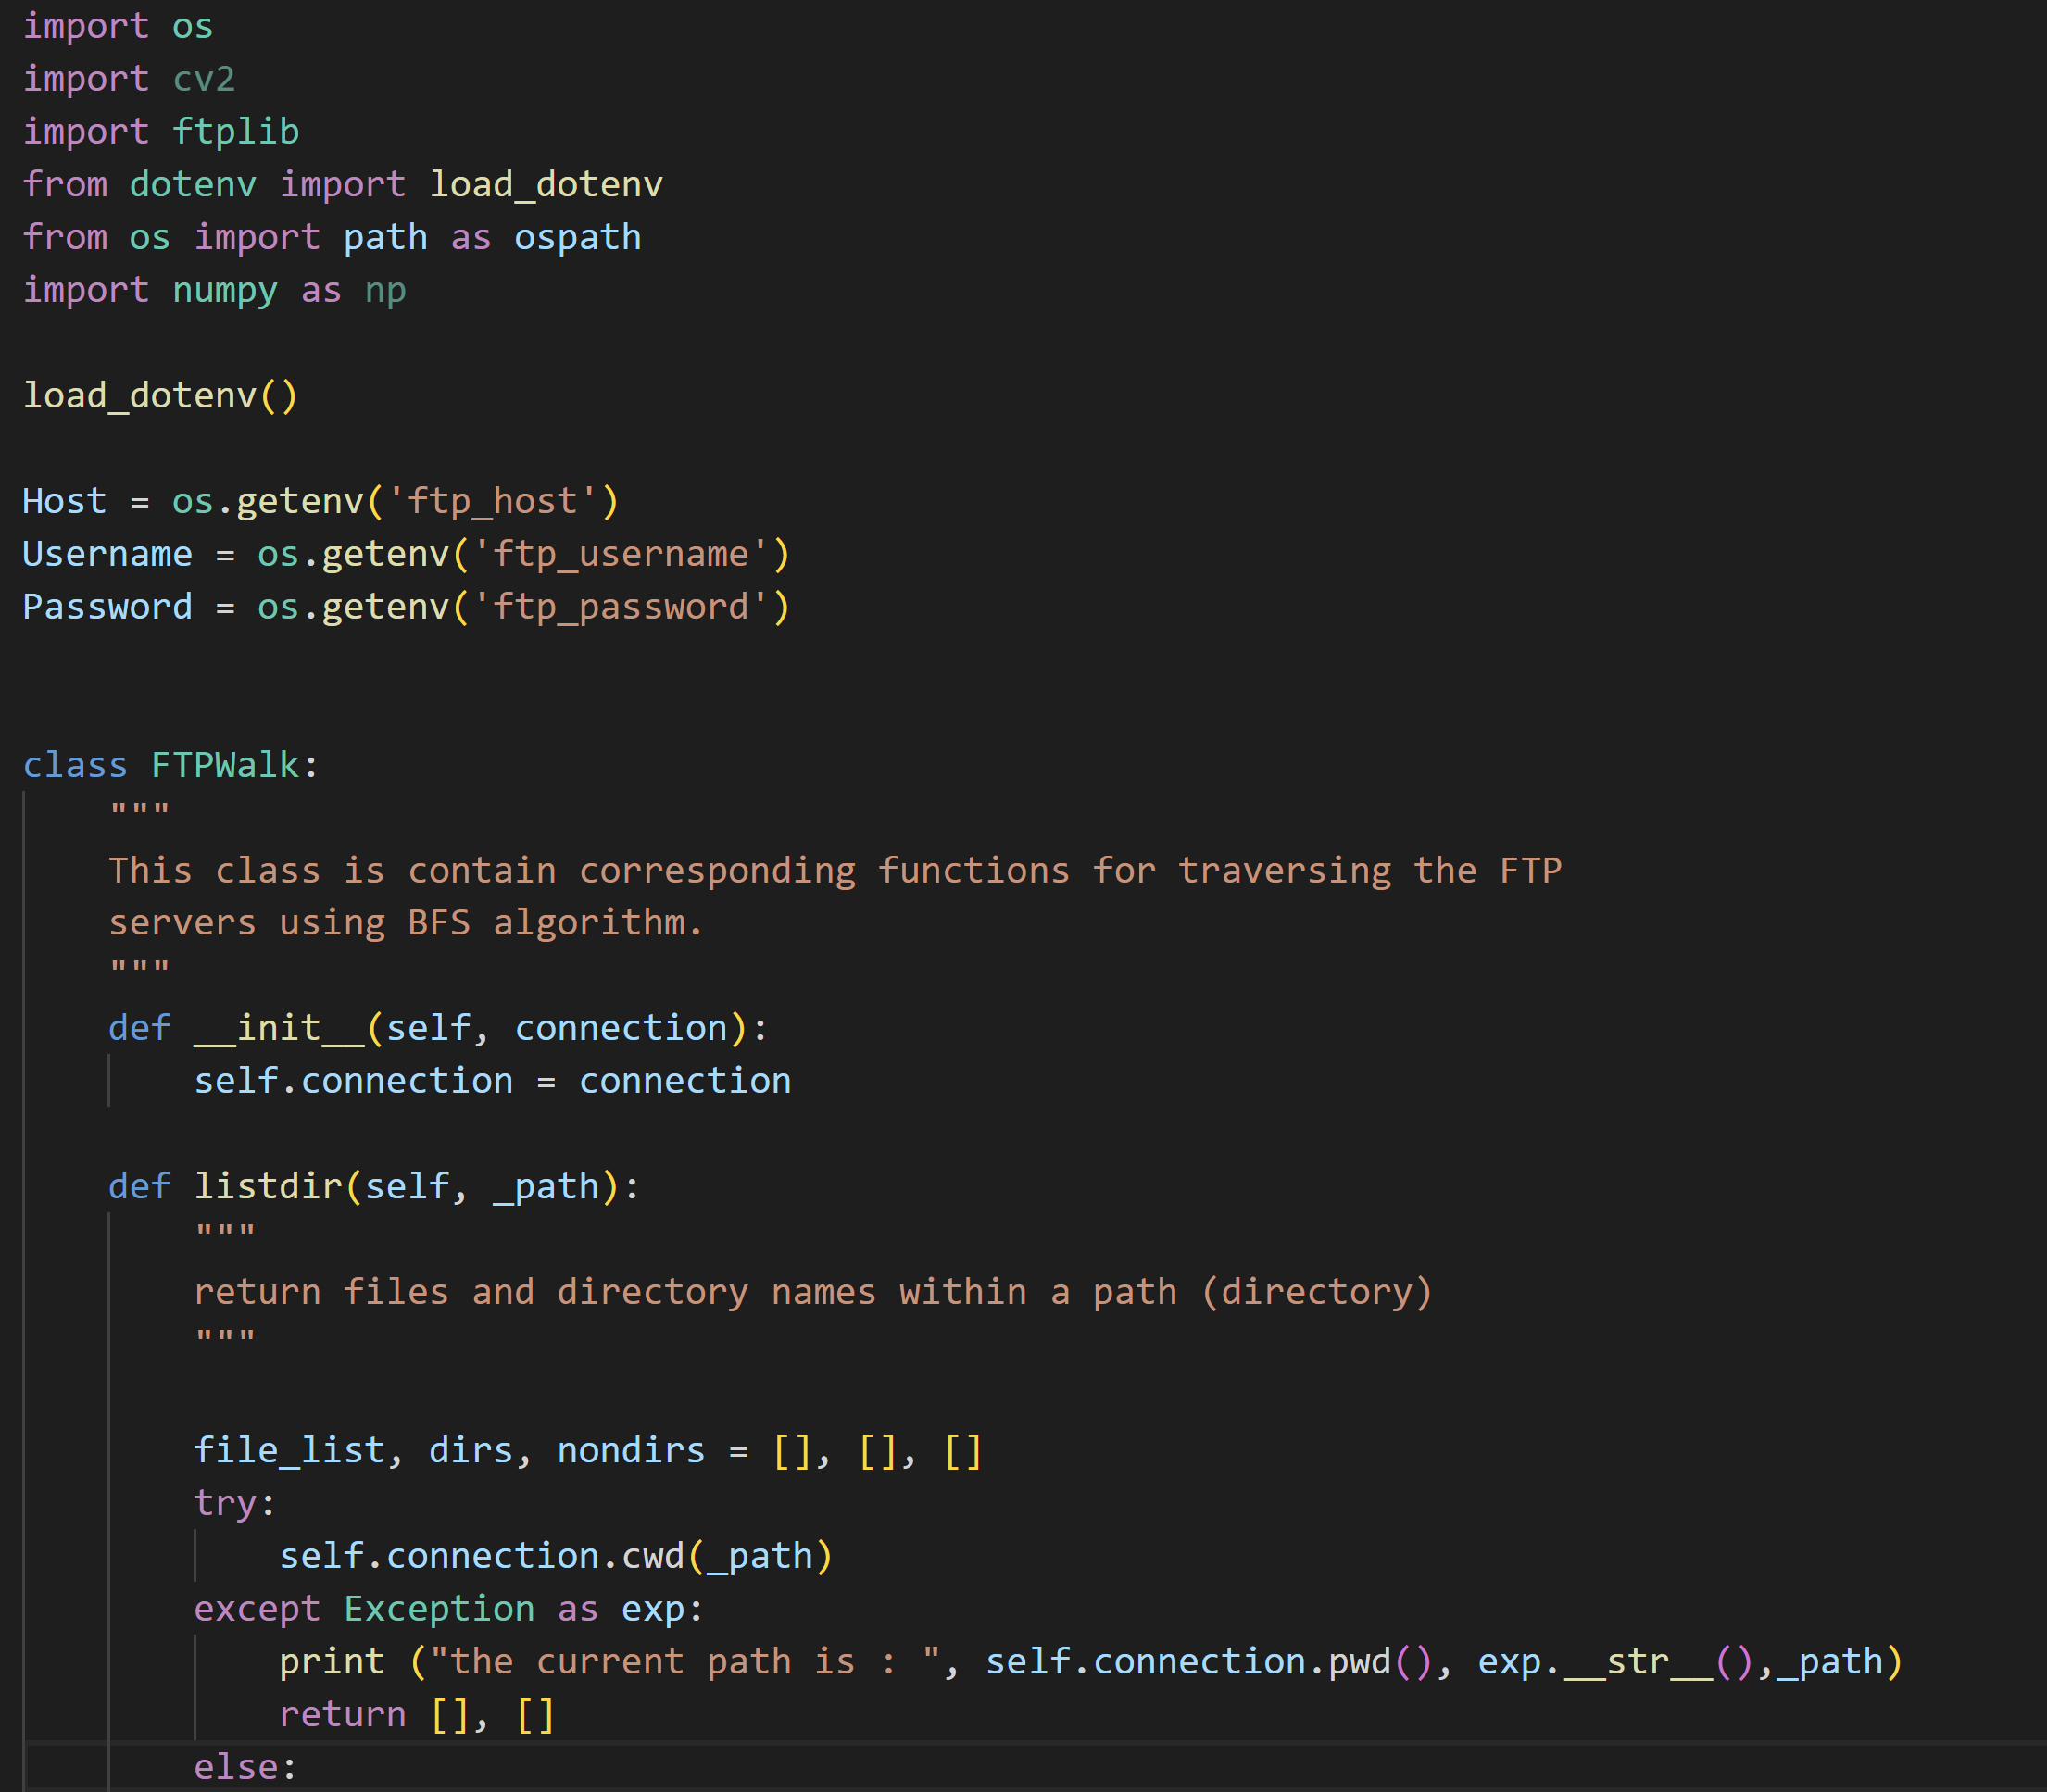 import os
import cv2
import ftplib
from dotenv import load_dotenv
from os import path as ospath
import numpy as np
load_dotenv()
Host = os.getenv('ftp_host')
Username = os.getenv('ftp_username')
Password = os.getenv('ftp_password')
class FTPWalk:
    """
    This class is contain corresponding functions for traversing the FTP
    servers using BFS algorithm.
    """
    def __init__(self, connection):
        self.connection = connection
    def listdir(self, _path):
        """
        return files and directory names within a path (directory)
        """
        file_list, dirs, nondirs = [], [], []
        try:
            self.connection.cwd(_path)
        except Exception as exp:
            print ("the current path is : ", self.connection.pwd(), exp.__str__(),_path)
            return [], []
        else: